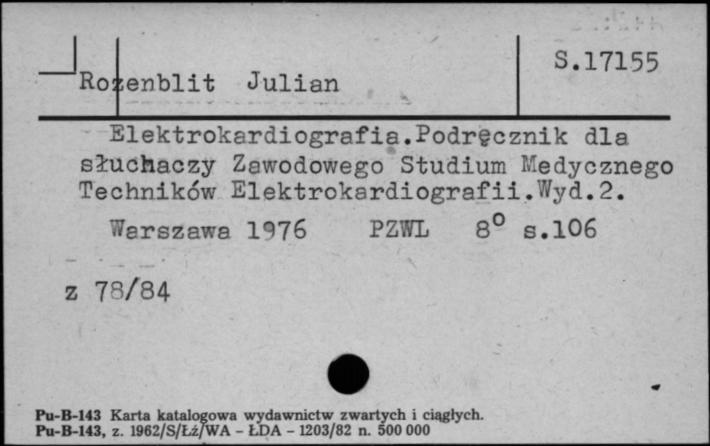 S.17155
Rozenblit Julian
Elektrokardiografia.Podręcznik dla
słuchaczy Zawodowego Studium Medycznego
Techników Elektrokardiografii.Wyd.2.
Warszawa 1976 PZWL 8° s.106
z 78/84
Pu-B-143 Karta katalogowa wydawnictw zwartych i ciągłych.
Pu-B-143, z. 1962/S/Łź/WA – ŁDA – 1203/82 n. 500 000